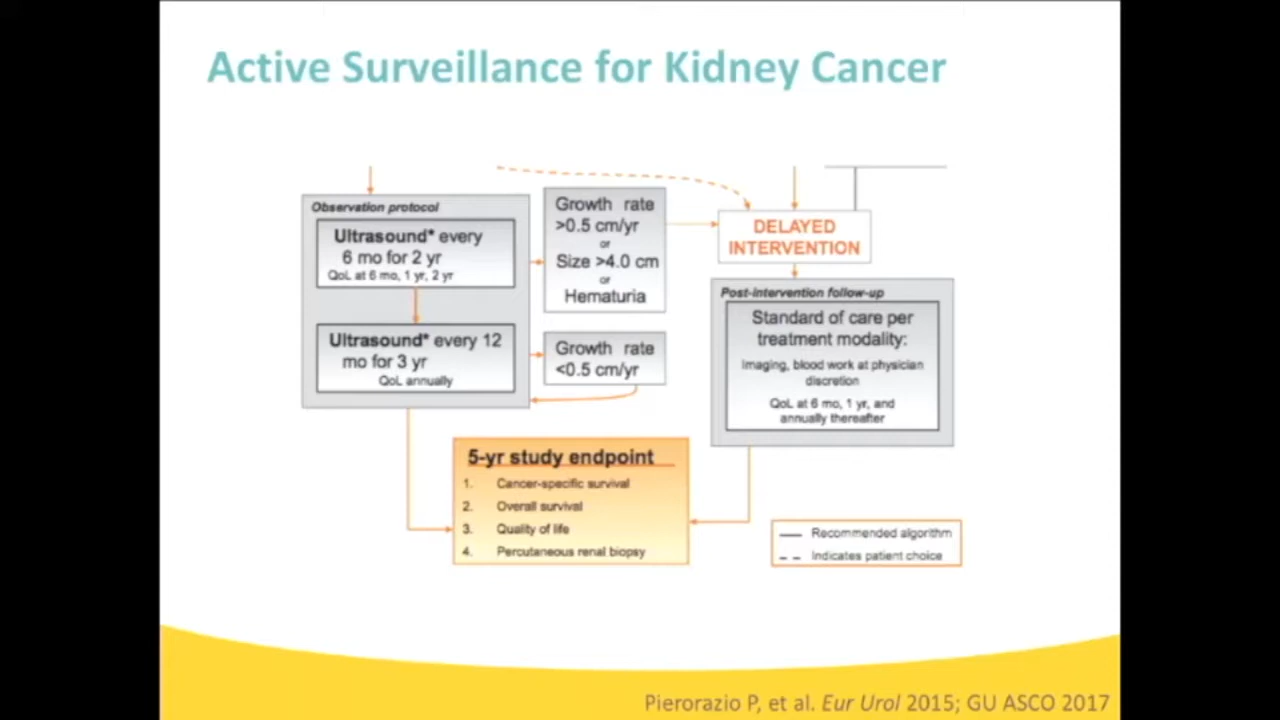 Active Surveillance for Kidney Cancer
Observation protocol
Ultrasound* every
6 mo for 2 yr
QoL at 6 mo, 1 yr, 2 yr
Ultrasound* every 12
mo for 3 yr
QoL annually
Growth rate
>0.5 cm/yr
or
Size >4.0 cm
or
Hematuria
Growth rate
<0.5 cm/yr
DELAYED
INTERVENTION
Post-intervention follow-up
Standard of care per
treatment modality:
Imaging, blood work at physician
discretion
QoL at 6 mo, 1 yr, and
annually thereafter
5-yr study endpoint
1. Cancer-specific survival
2. Overall survival
3. Quality of life
4. Percutaneous renal biopsy
Recommended algorithm
Indicates patient choice
Pierorazio P, et al. Eur Urol 2015; GU ASCO 2017